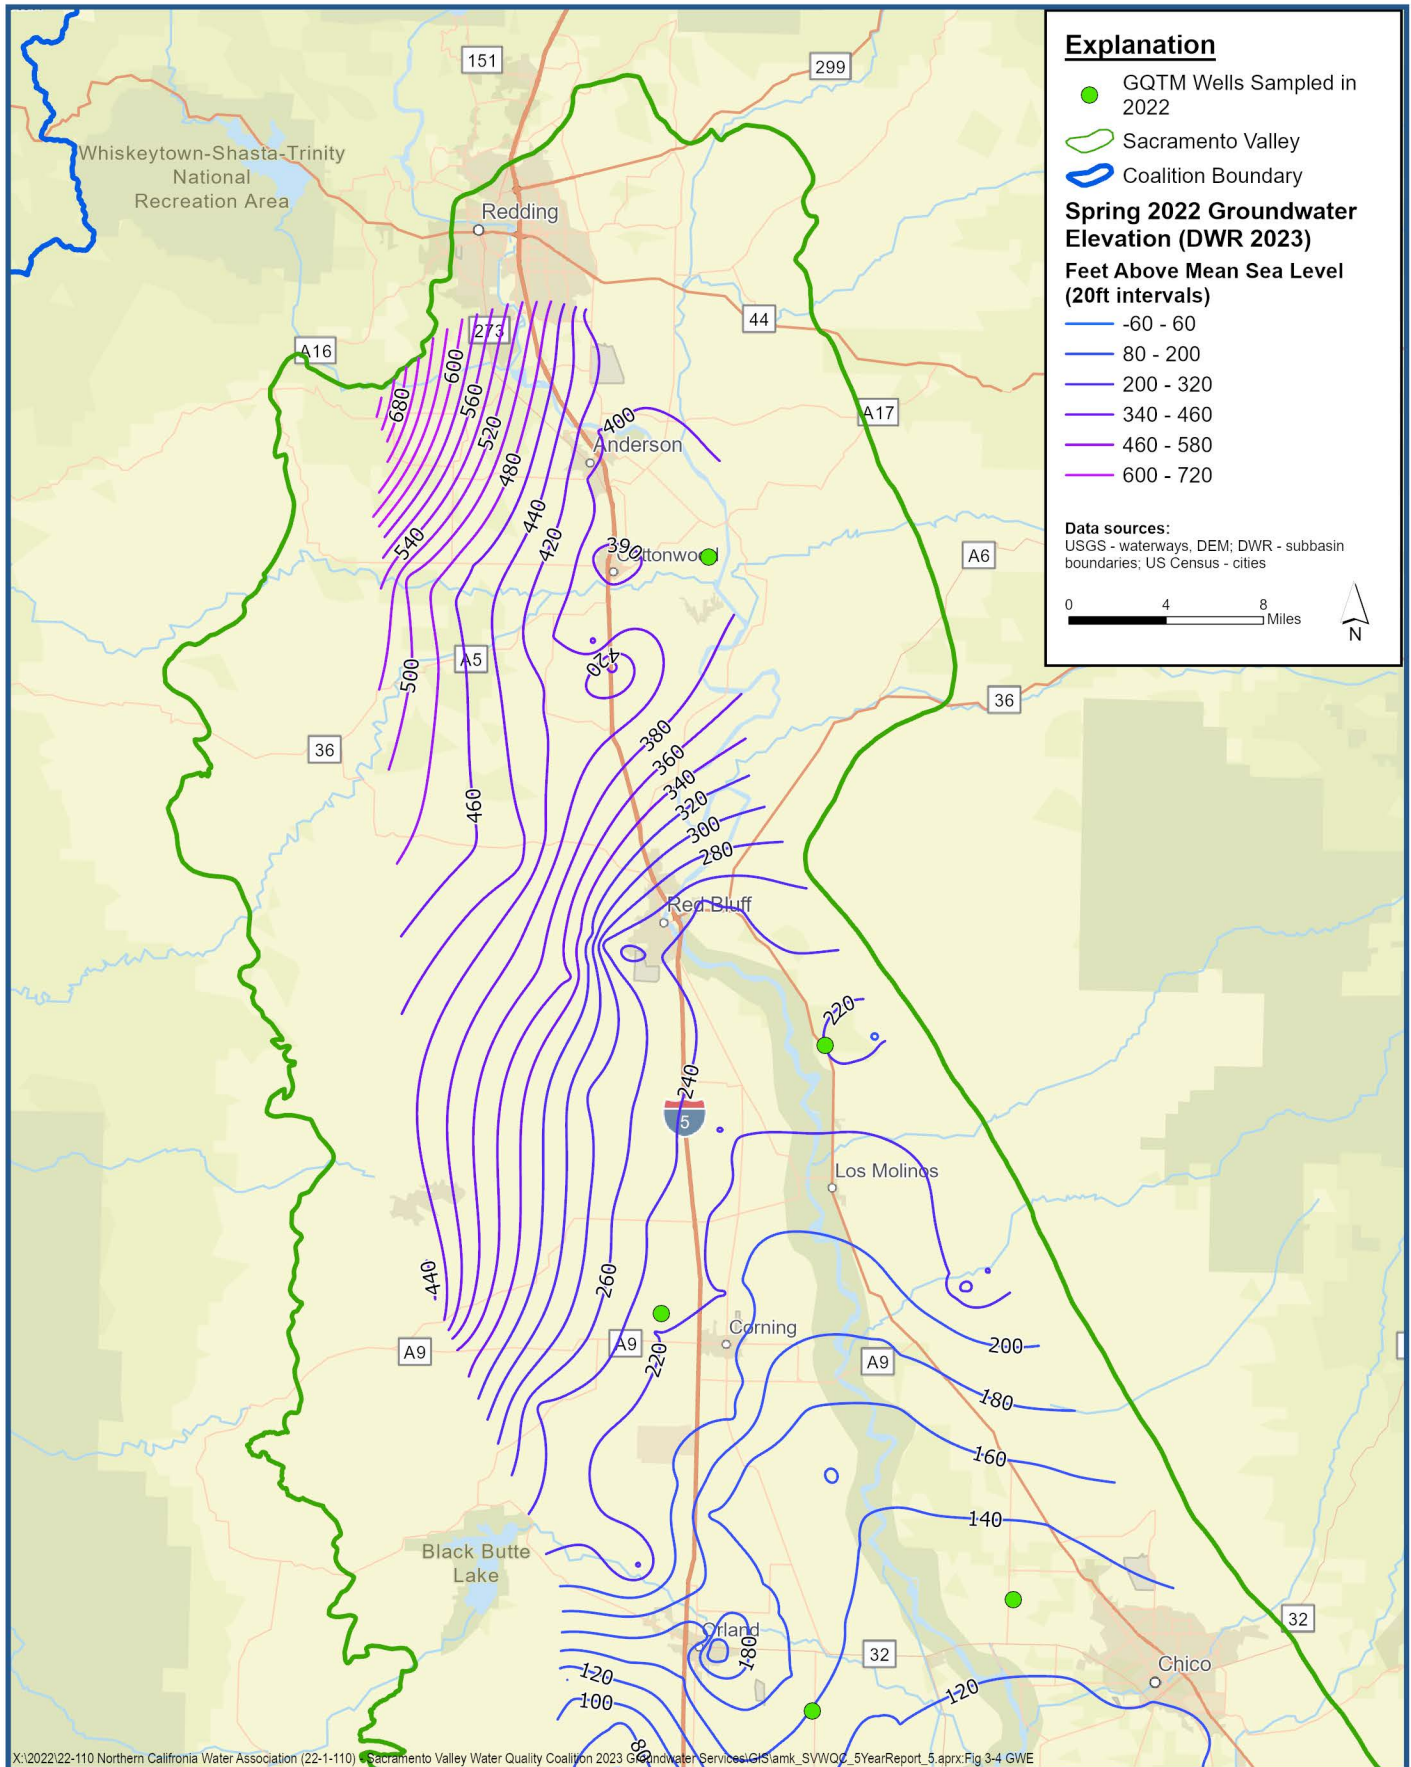 151
299
Whiskeytown-Shasta-Trinity
National
Recreation Area
Redding
273
44
A16
A17
600
680
560
520
480
400
Anderson
440
420
540
390
Cottonwood
A6
A5
420
500
36
36
380
360
340
320
300
280
460
Red Bluff
220
240
5
Los Molinos
440
260
Corning
A9
A9
220
A9
200
180
160
140
Black Butte
Lake
Orland
180
32
32
Chico
120
120
100
80
Explanation
GQTM Wells Sampled in
2022
Sacramento Valley
Coalition Boundary
Spring 2022 Groundwater
Elevation (DWR 2023)
Feet Above Mean Sea Level
(20ft intervals)
-60 - 60
80 - 200
200 - 320
340 - 460
460 - 580
600 - 720
Data sources:
USGS - waterways, DEM; DWR - subbasin
boundaries; US Census - cities
0 4 8
Miles
N
X:\2022\22-110 Northern Califronia Water Association (22-1-110) - Sacramento Valley Water Quality Coalition 2023 Groundwater Services\GIS\amk_SVWQC_5YearReport_5.aprx:Fig 3-4 GWE